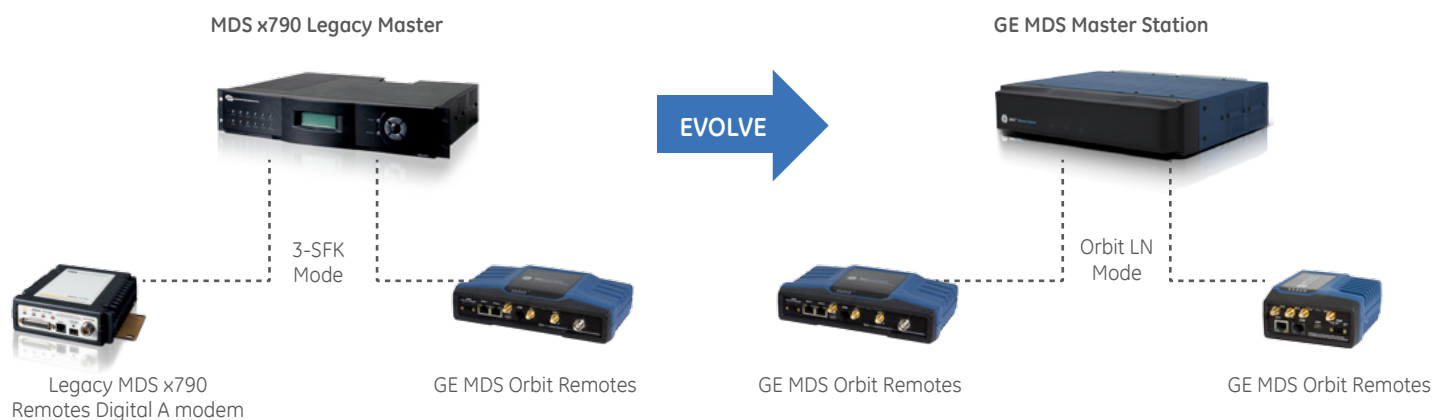 MDS x790 Legacy Master
GE MDS Master Station
EVOLVE
3-SFK
Mode
Orbit LN
Mode
Legacy MDS x790
Remotes Digital A modem
GE MDS Orbit Remotes
GE MDS Orbit Remotes
GE MDS Orbit Remotes